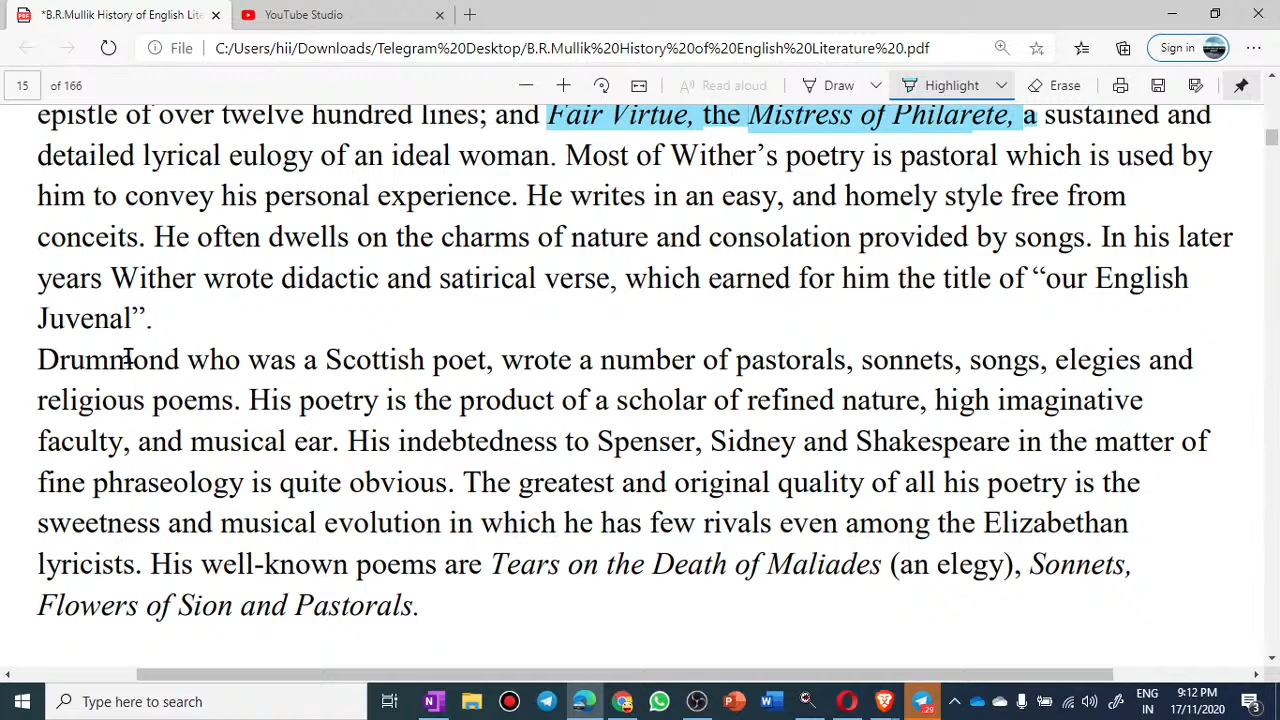 *B.R.Mullik History of English Lite
YouTube Studio
File C:/Users/hii/Downloads/Telegram%20Desktop/B.R.Mullik%20History%20of%20English%20Literature%20.pdf
Sign in
15 of 166
Read aloud
Draw
Highlight
Erase
epistle of over twelve hundred lines; and Fair Virtue, the Mistress of Philarete, a sustained and
detailed lyrical eulogy of an ideal woman. Most of Wither’s poetry is pastoral which is used by
him to convey his personal experience. He writes in an easy, and homely style free from
conceits. He often dwells on the charms of nature and consolation provided by songs. In his later
years Wither wrote didactic and satirical verse, which earned for him the title of “our English
Juvenal”.
Drummond who was a Scottish poet, wrote a number of pastorals, sonnets, songs, elegies and
religious poems. His poetry is the product of a scholar of refined nature, high imaginative
faculty, and musical ear. His indebtedness to Spenser, Sidney and Shakespeare in the matter of
fine phraseology is quite obvious. The greatest and original quality of all his poetry is the
sweetness and musical evolution in which he has few rivals even among the Elizabethan
lyricists. His well-known poems are Tears on the Death of Maliades (an elegy), Sonnets,
Flowers of Sion and Pastorals.
Type here to search
ENG
IN
9:12 PM
17/11/2020
29
3